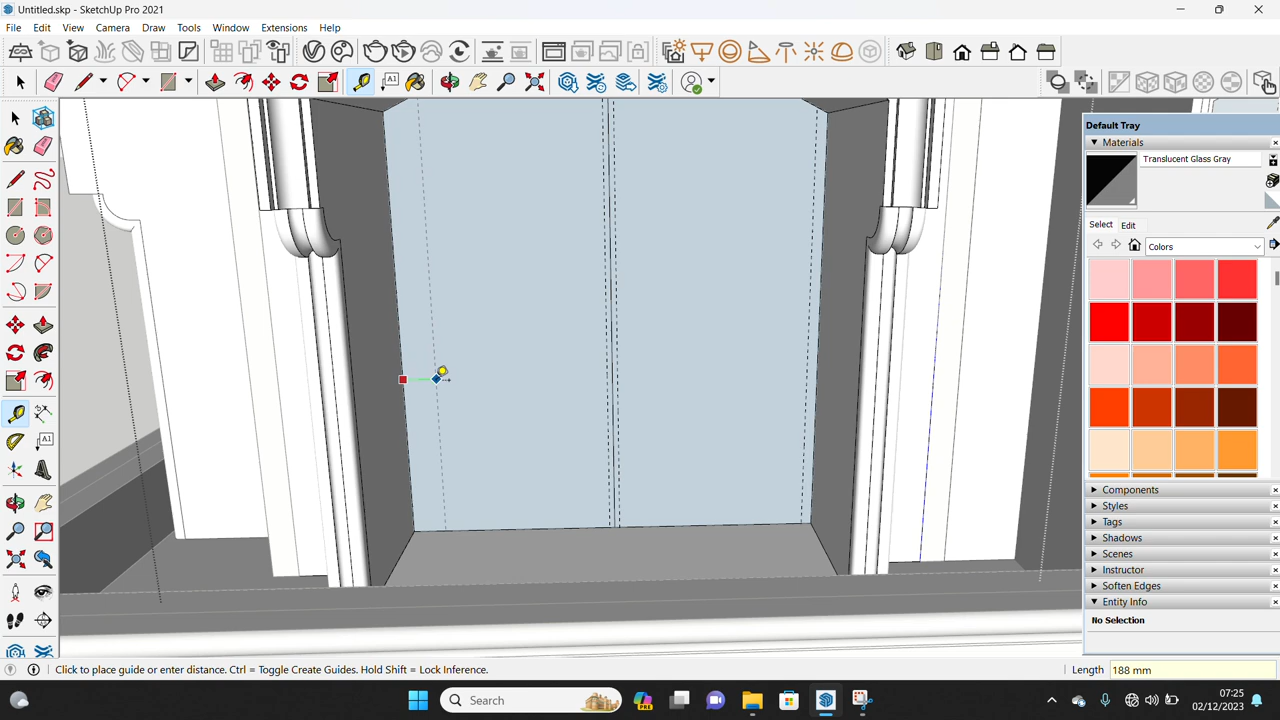 Untitled.skp - SketchUp Pro 2021
File Edit View Camera Draw Tools Window Extensions Help
A1
Default Tray
Materials
Translucent Glass Gray
Select Edit
Colors
A1
Components
Styles
Tags
Shadows
Scenes
Instructor
Soften Edges
Entity Info
No Selection
Click to place guide or enter distance. Ctrl = Toggle Create Guides. Hold Shift = Lock Inference.
Length 188 mm
Search
PRE
07:25
02/12/2023